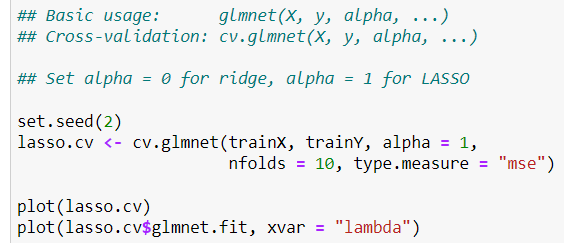 ## Basic usage:      glmnet(X, y, alpha, ...)
## Cross-validation: cv.glmnet(X, y, alpha, ...)
## Set alpha = 0 for ridge, alpha = 1 for LASSO
set.seed(2)
lasso.cv <- cv.glmnet(trainX, trainY, alpha = 1,
                      nfolds = 10, type.measure = "mse")
plot(lasso.cv)
plot(lasso.cv$glmnet.fit, xvar = "lambda")